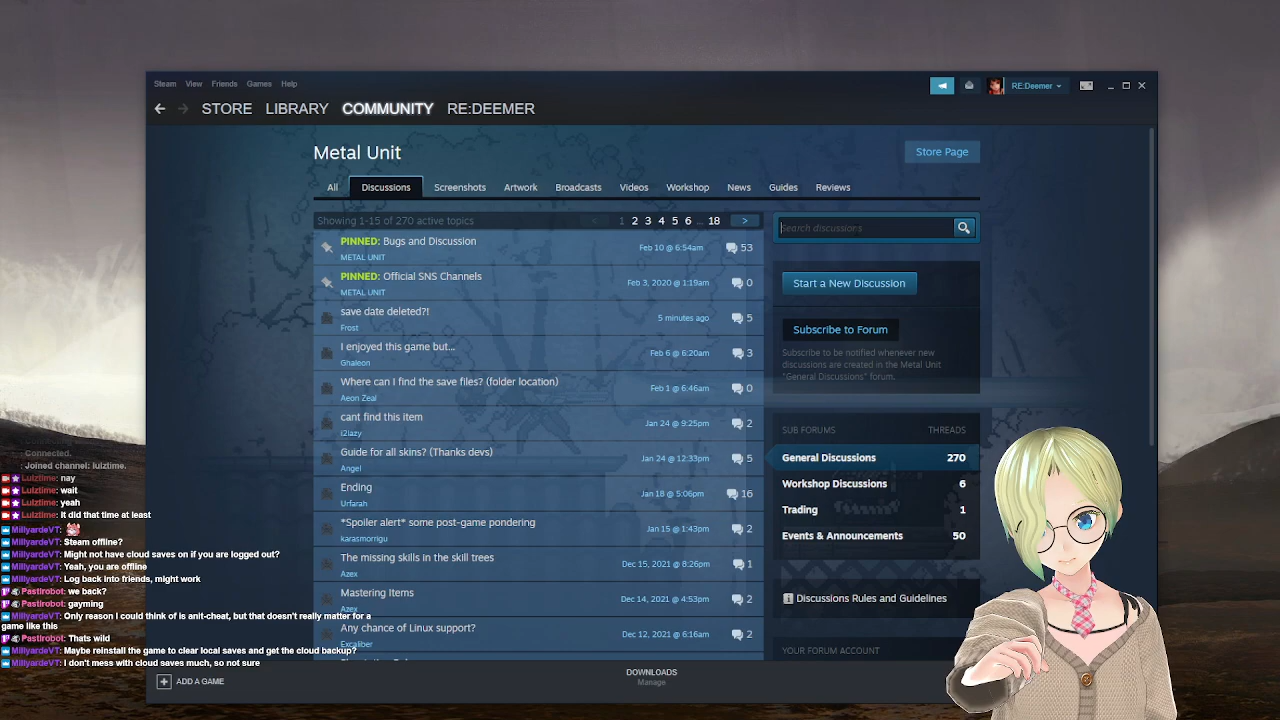 Steam View Friends Games Help
RE:Deemer
STORE LIBRARY COMMUNITY RE:DEEMER
Metal Unit
Store Page
All Discussions Screenshots Artwork Broadcasts Videos Workshop News Guides Reviews
Showing 1-15 of 270 active topics < 1 2 3 4 5 6 ... 18 >
Search discussions
PINNED: Bugs and Discussion Feb 10 @ 6:54am 53
METAL UNIT
PINNED: Official SNS Channels Feb 3, 2020 @ 1:19am 0
METAL UNIT
save date deleted?! 5 minutes ago 5
Frost
I enjoyed this game but... Feb 6 @ 6:20am 3
Ghaleon
Where can I find the save files? (folder location) Feb 1 @ 6:46am 0
Aeon Zeal
cant find this item Jan 24 @ 9:25pm 2
i2lazy
Guide for all skins? (Thanks devs) Jan 24 @ 12:33pm 5
Angel
Ending Jan 18 @ 5:06pm 16
Urfarah
*Spoiler alert* some post-game pondering Jan 15 @ 1:43pm 2
karasmorrigu
The missing skills in the skill trees Dec 15, 2021 @ 8:26pm 1
Azex
Mastering Items Dec 14, 2021 @ 4:53pm 2
Azex
Any chance of Linux support? Dec 12, 2021 @ 6:16am 2
Excaliber
Start a New Discussion
Subscribe to Forum
Subscribe to be notified whenever new
discussions are created in the Metal Unit
"General Discussions" forum.
SUB FORUMS THREADS
General Discussions 270
Workshop Discussions 6
Trading 1
Events & Announcements 50
Discussions Rules and Guidelines
YOUR FORUM ACCOUNT
ADD A GAME
DOWNLOADS
Manage
Connected.
Joined channel: lulztime.
Lulztime: nay
Lulztime: wait
Lulztime: yeah
Lulztime: It did that time at least
MillyardeVT:
MillyardeVT: Steam offline?
MillyardeVT: Might not have cloud saves on if you are logged out?
MillyardeVT: Yeah, you are offline
MillyardeVT: Log back into friends, might work
Past1robot: we back?
Past1robot: gayming
MillyardeVT: Only reason I could think of is anit-cheat, but that doesn't really matter for a
game like this
Past1robot: Thats wild
MillyardeVT: Maybe reinstall the game to clear local saves and get the cloud backup?
MillyardeVT: I don't mess with cloud saves much, so not sure